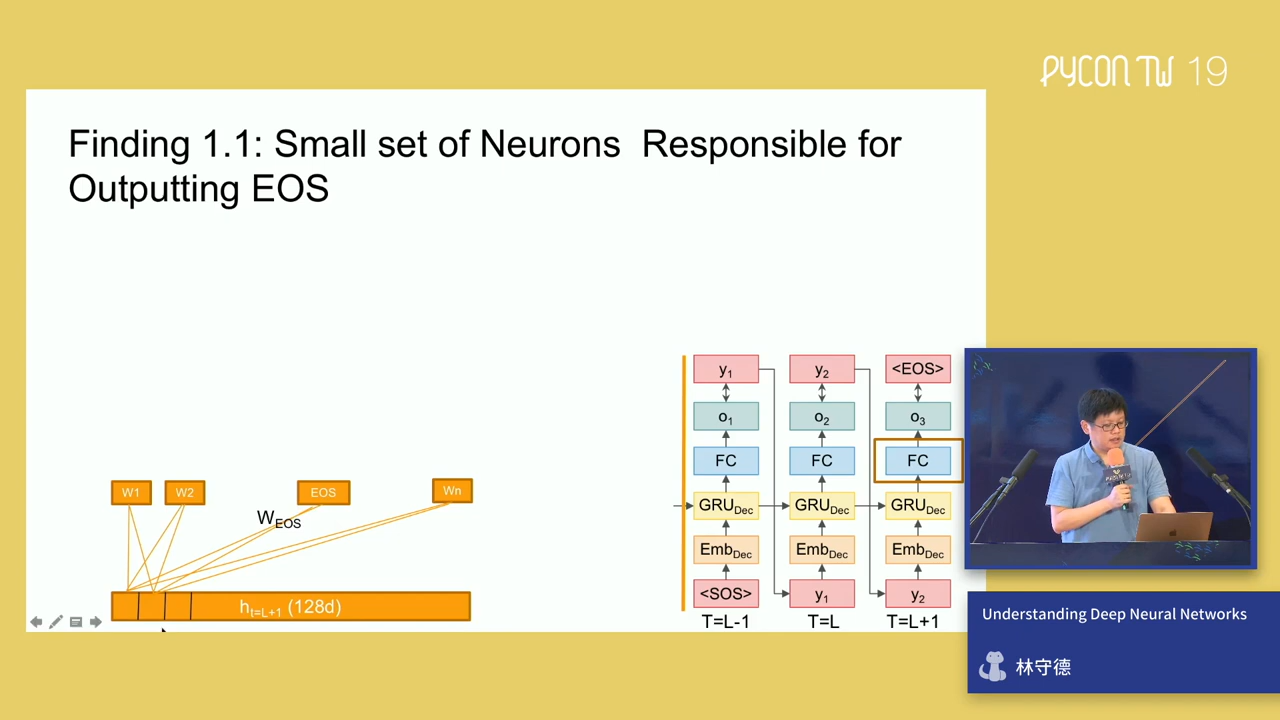 PYCON TW 19
Finding 1.1: Small set of Neurons Responsible for
Outputting EOS
W1
W2
EOS
Wn
WEOS
ht=L+1 (128d)
y1
y2
<EOS>
o1
o2
o3
FC
FC
FC
GRUDec
GRUDec
GRUDec
EmbDec
EmbDec
EmbDec
<SOS>
y1
y2
T=L-1
T=L
T=L+1
Understanding Deep Neural Networks
林守德